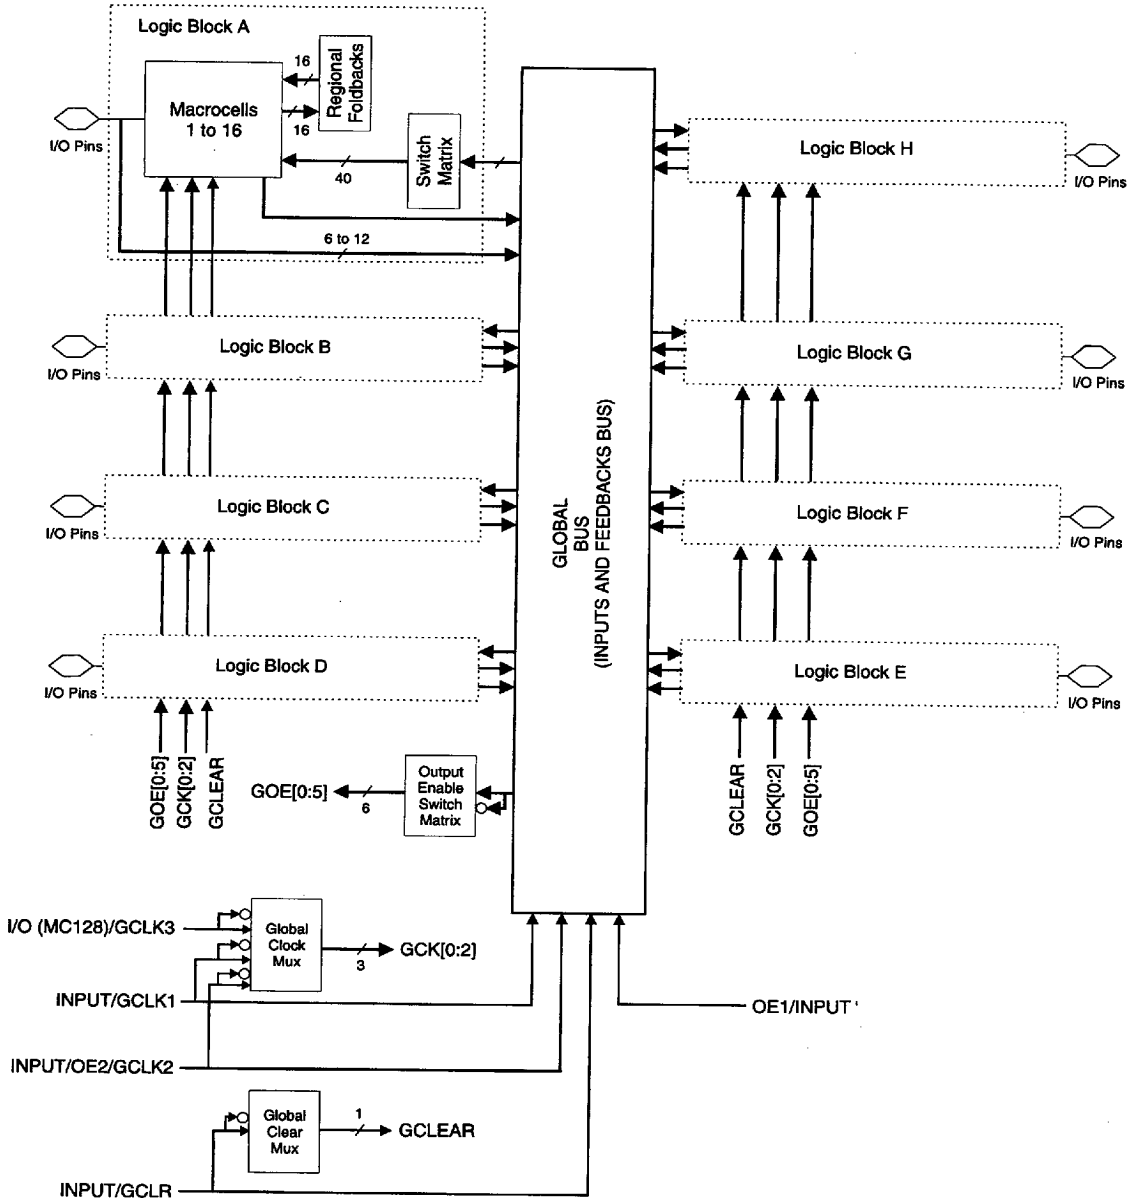 Logic Block A
16
Regional
Foldbacks
Macrocells
1 to 16
16
I/O Pins
40
Switch
Matrix
6 to 12
Logic Block H
I/O Pins
Logic Block B
I/O Pins
Logic Block G
I/O Pins
Logic Block C
I/O Pins
Logic Block F
I/O Pins
GLOBAL
BUS
(INPUTS AND FEEDBACKS BUS)
Logic Block D
I/O Pins
Logic Block E
I/O Pins
GOE[0:5]
GCK[0:2]
GCLEAR
GCLEAR
GCK[0:2]
GOE[0:5]
GOE[0:5]
6
Output
Enable
Switch
Matrix
I/O (MC128)/GCLK3
Global
Clock
Mux
3
GCK[0:2]
INPUT/GCLK1
OE1/INPUT
INPUT/OE2/GCLK2
Global
Clear
Mux
1
GCLEAR
INPUT/GCLR